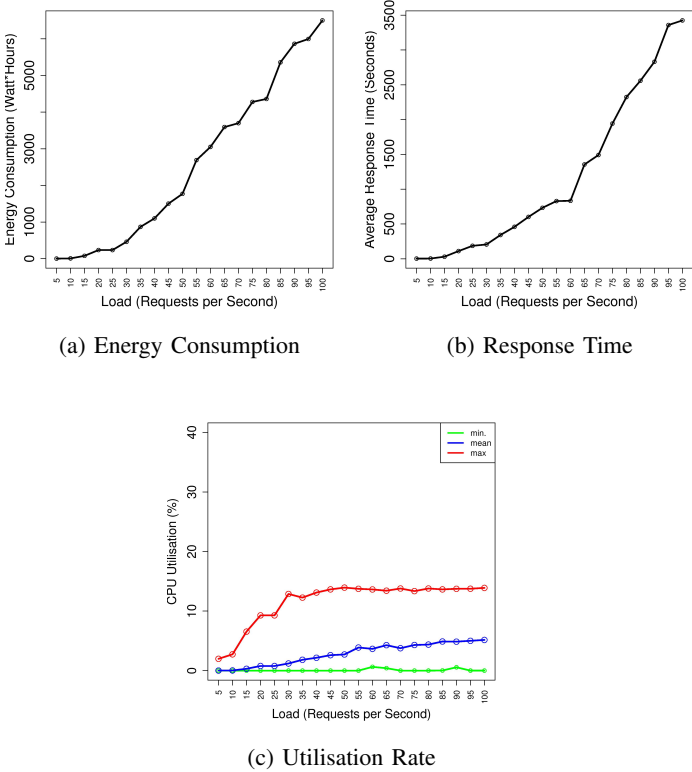 Energy Consumption (Watt*Hours)
5000
3000
1000
0
5 10 15 20 25 30 35 40 45 50 55 60 65 70 75 80 85 90 95 100
Load (Requests per Second)
(a) Energy Consumption
Average Response Time (Seconds)
3500
2500
1500
500
0
5 10 15 20 25 30 35 40 45 50 55 60 65 70 75 80 85 90 95 100
Load (Requests per Second)
(b) Response Time
CPU Utilisation (%)
40
30
20
10
0
min.
mean
max
5 10 15 20 25 30 35 40 45 50 55 60 65 70 75 80 85 90 95 100
Load (Requests per Second)
(c) Utilisation Rate